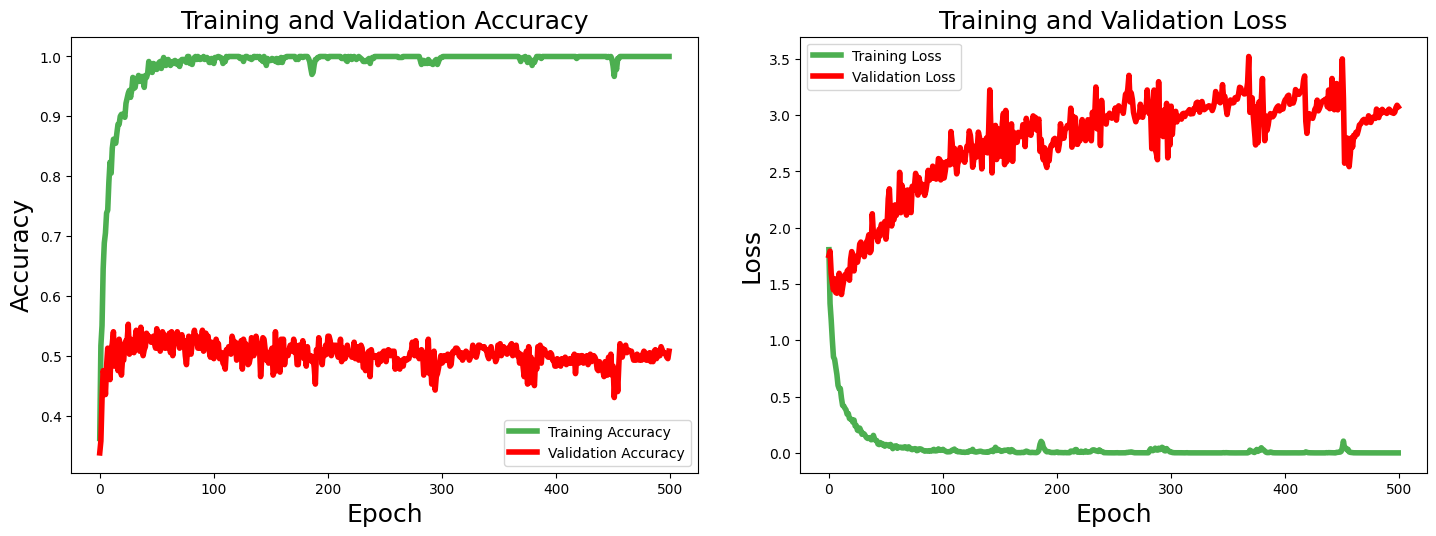 Training and Validation Accuracy
1.0
0.9
0.8
0.7
0.6
0.5
0.4
Accuracy
Training Accuracy
Validation Accuracy
0 100 200 300 400 500
Epoch
Training and Validation Loss
Training Loss
Validation Loss
3.5
3.0
2.5
2.0
1.5
1.0
0.5
0.0
Loss
0 100 200 300 400 500
Epoch